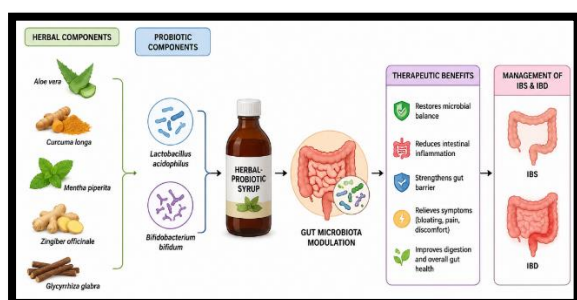 HERBAL COMPONENTS
Aloe vera
Curcuma longa
Mentha piperita
Zingiber officinale
Glycyrrhiza glabra
PROBIOTIC
COMPONENTS
Lactobacillus
acidophilus
Bifidobacterium
bifidum
HERBAL-
PROBIOTIC
SYRUP
GUT MICROBIOTA
MODULATION
THERAPEUTIC BENEFITS
Restores microbial
balance
Reduces intestinal
inflammation
Strengthens gut
barrier
Relieves symptoms
(bloating, pain,
discomfort)
Improves digestion
and overall gut
health
MANAGEMENT OF
IBS & IBD
IBS
IBD